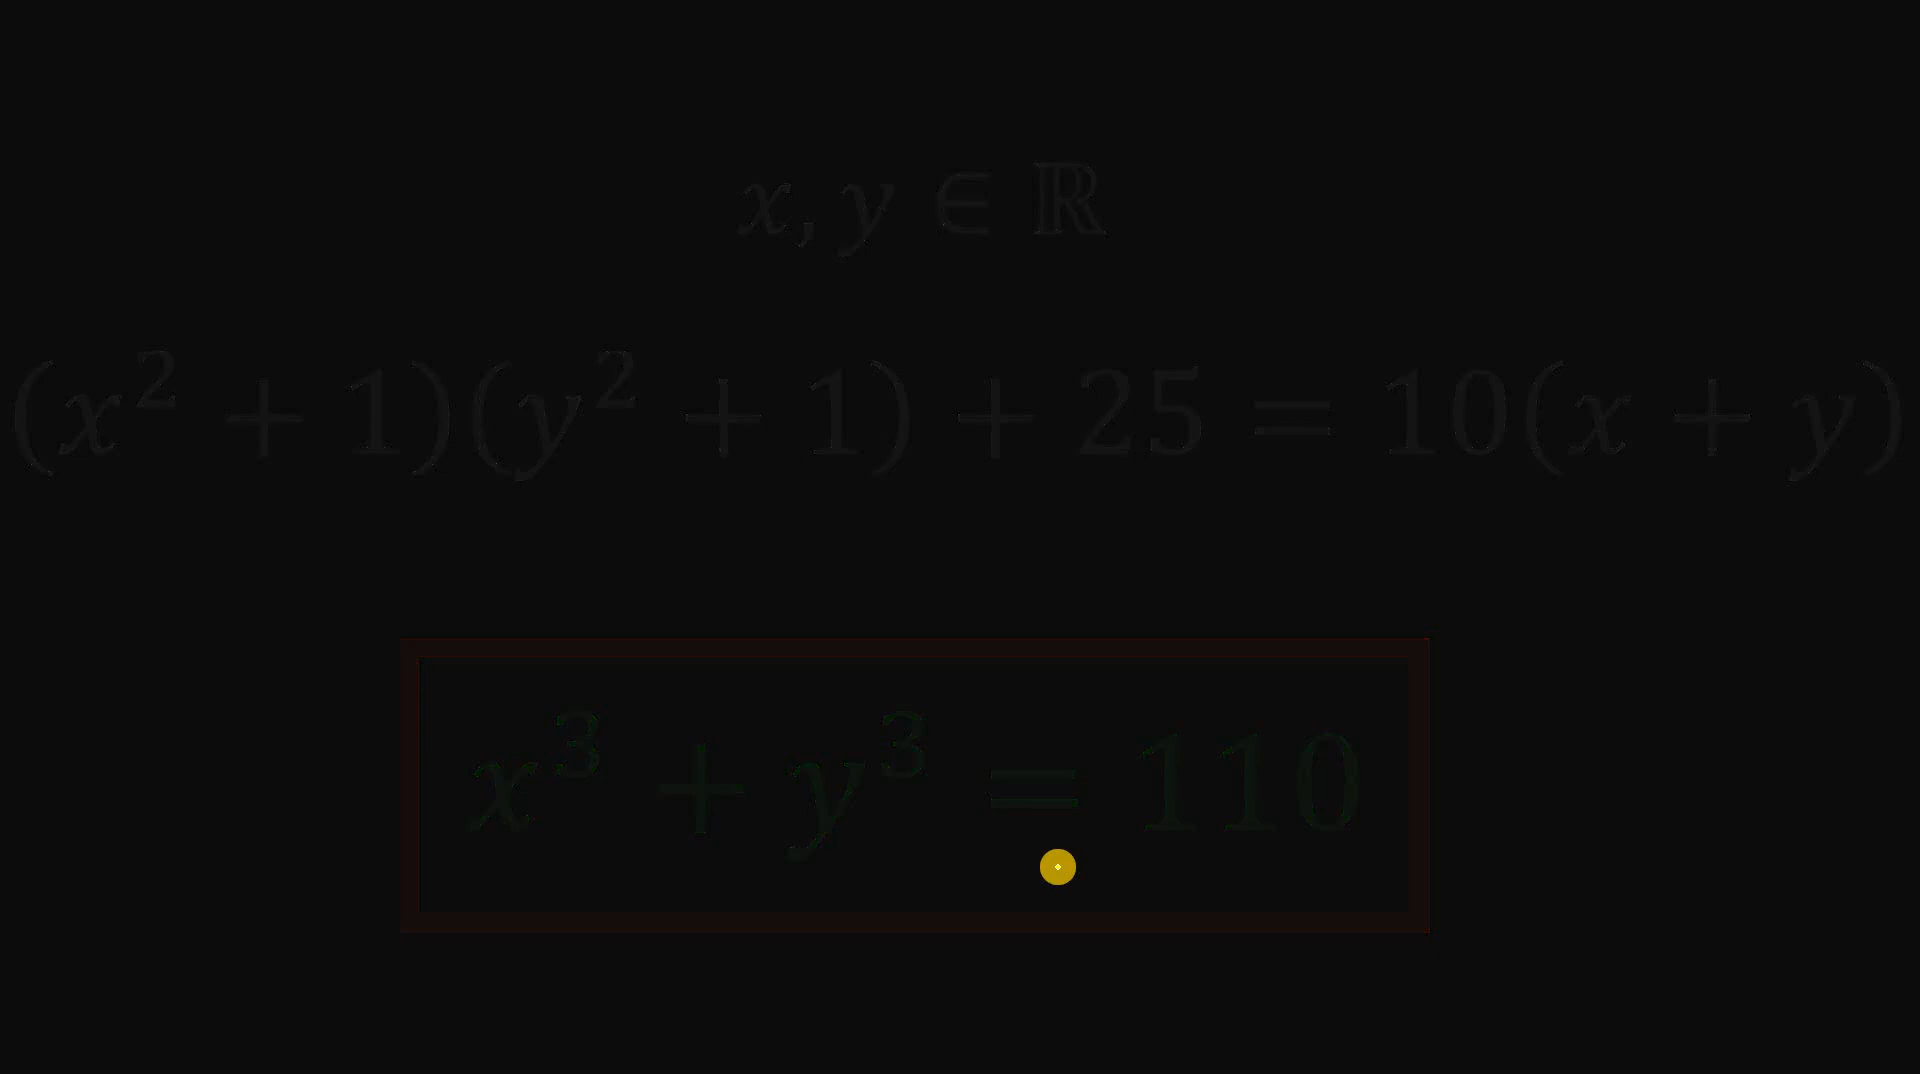 x, y ∈ ℝ
(x² + 1)(y² + 1) + 25 = 10(x + y)
x³ + y³ = 110